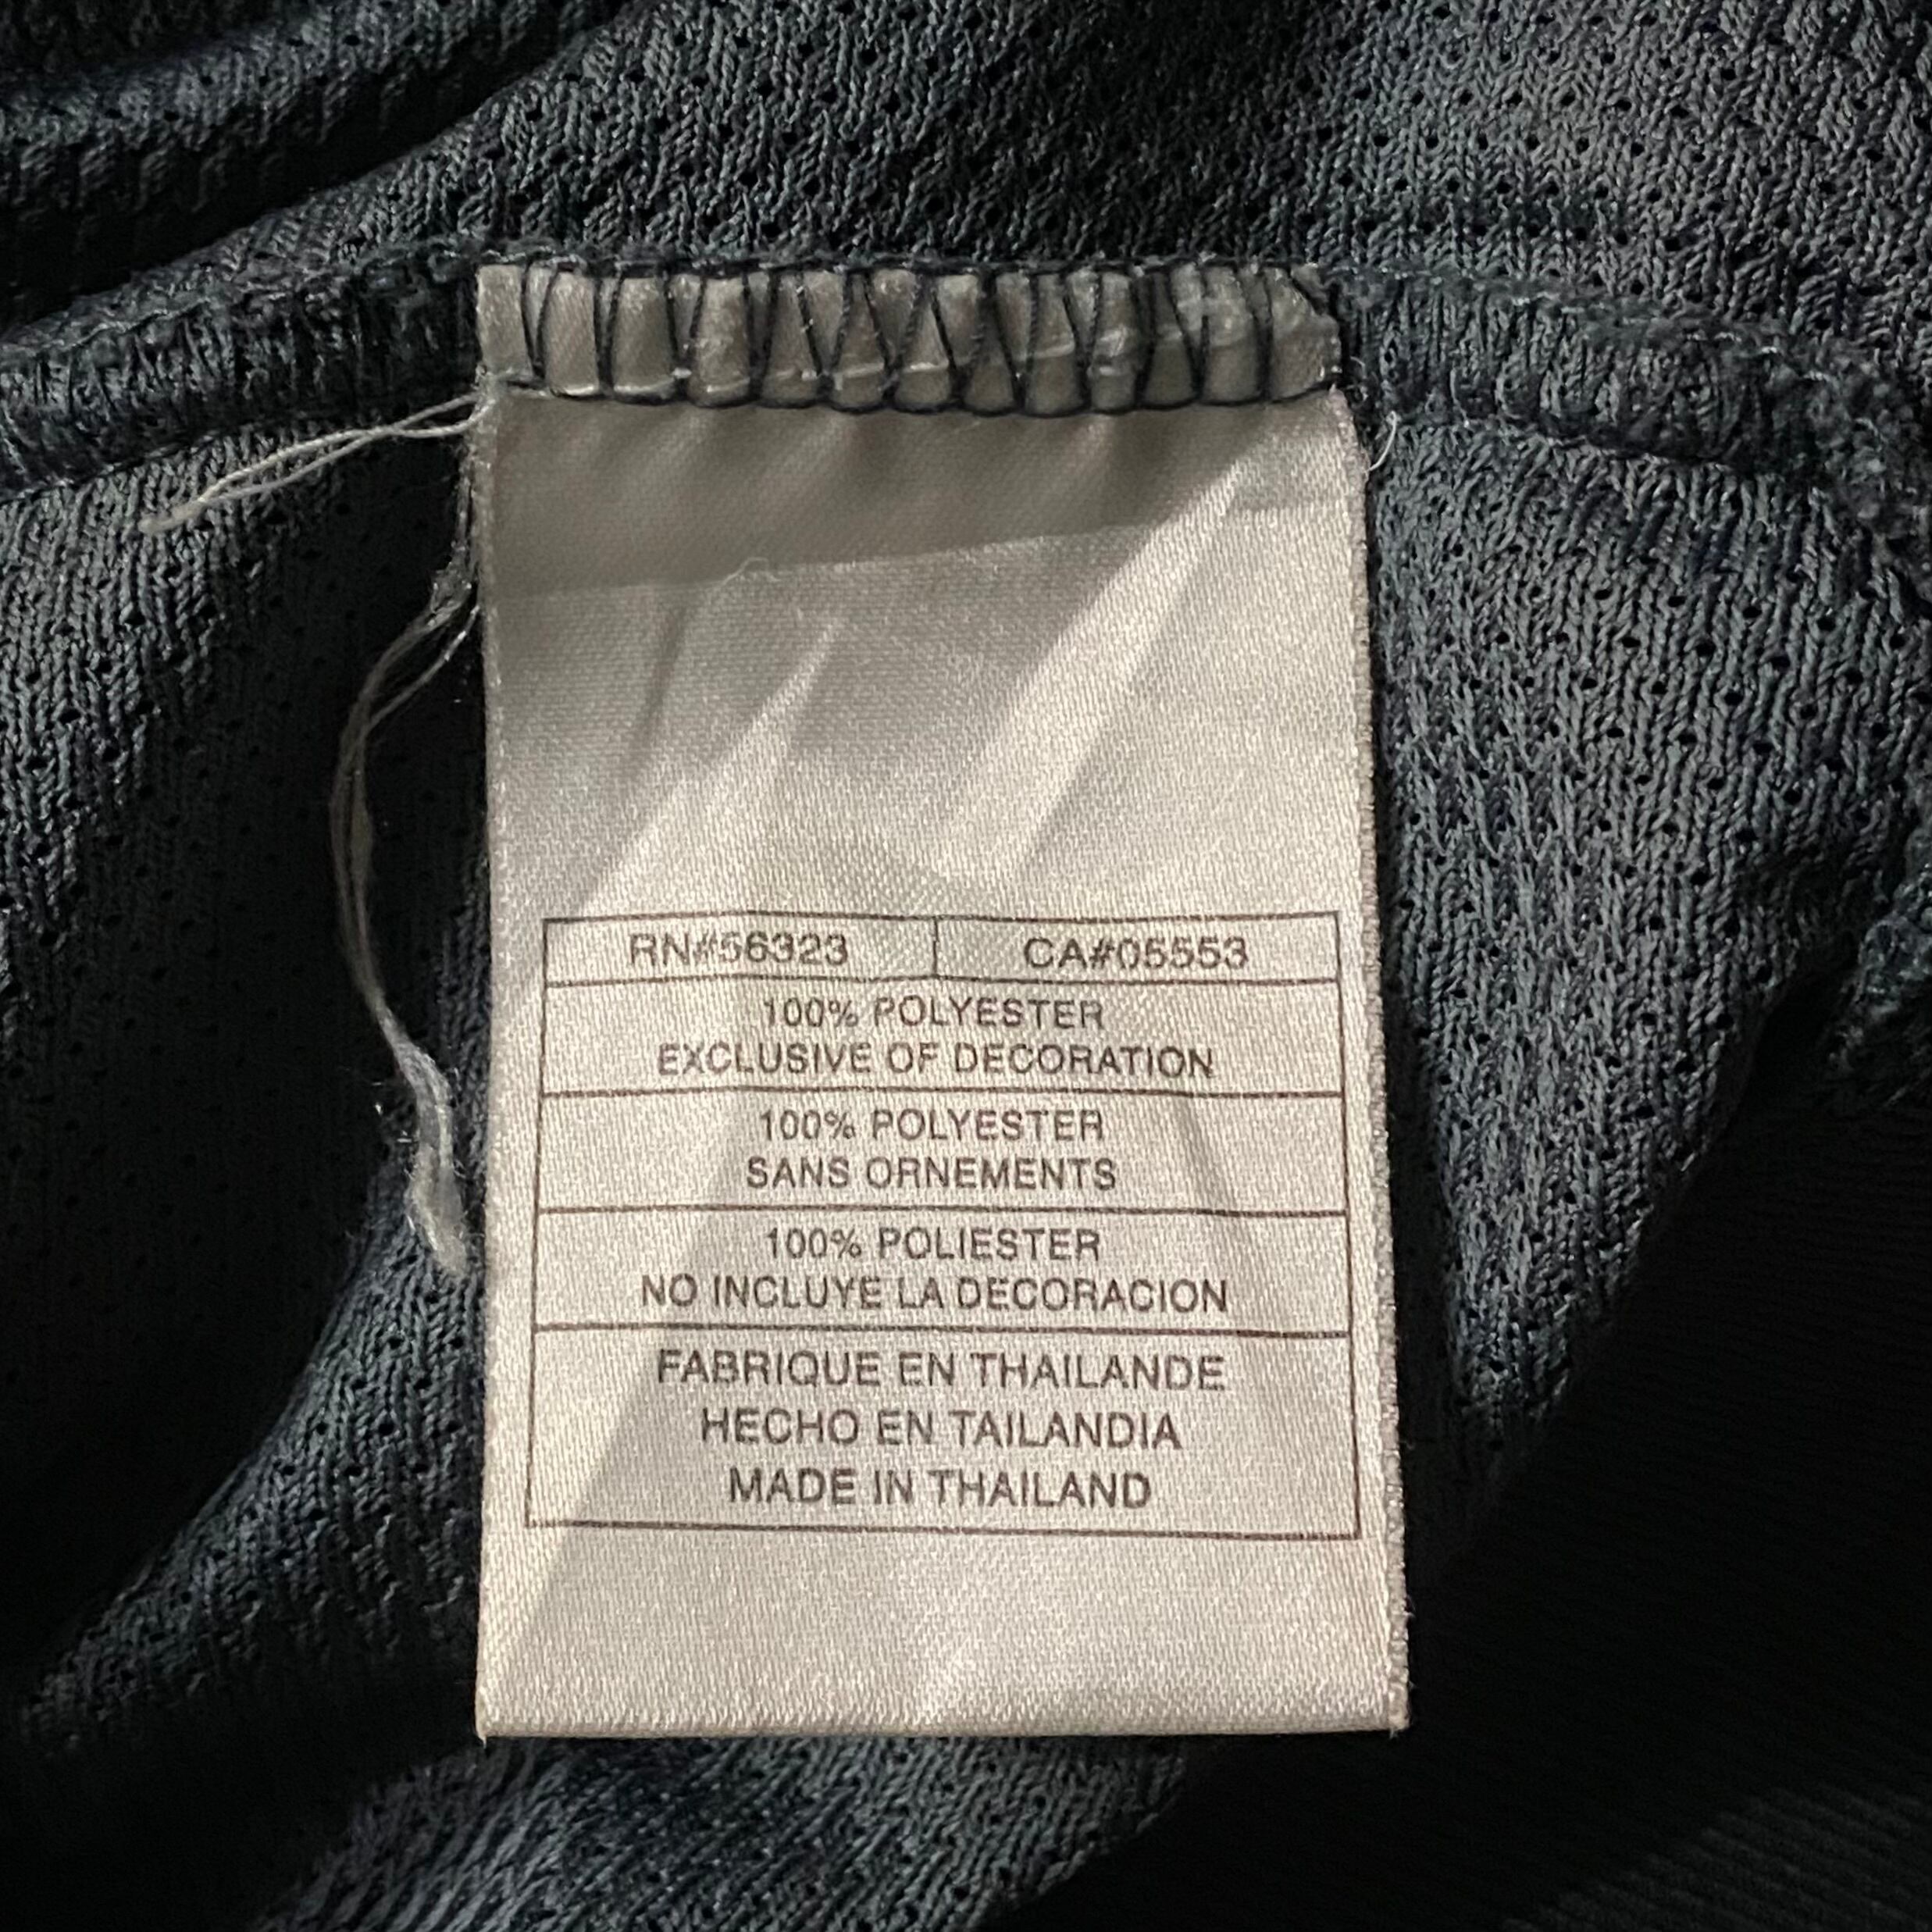 RN#56323 CA#05553
100% POLYESTER
EXCLUSIVE OF DECORATION
100% POLYESTER
SANS ORNEMENTS
100% POLIESTER
NO INCLUYE LA DECORACION
FABRIQUE EN THAILANDE
HECHO EN TAILANDIA
MADE IN THAILAND